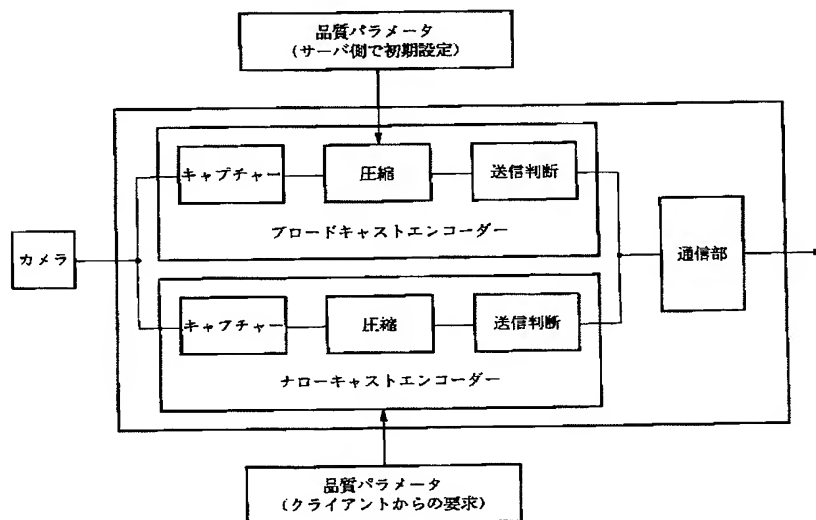 品質パラメータ
(サーバ側で初期設定)
キャプチャー
圧縮
送信判断
ブロードキャストエンコーダー
カメラ
通信部
キャプチャー
圧縮
送信判断
ナローキャストエンコーダー
品質パラメータ
(クライアントからの要求)